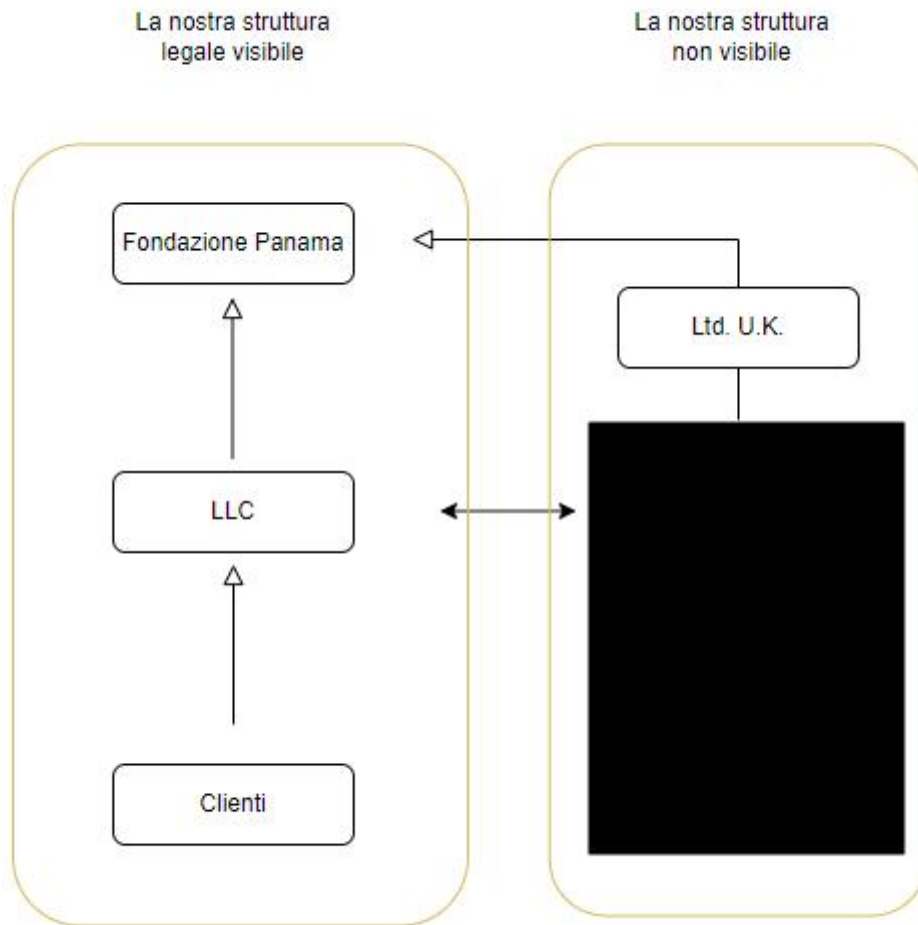 La nostra struttura
legale visibile
La nostra struttura
non visibile
Fondazione Panama
Ltd. U.K.
LLC
Clienti